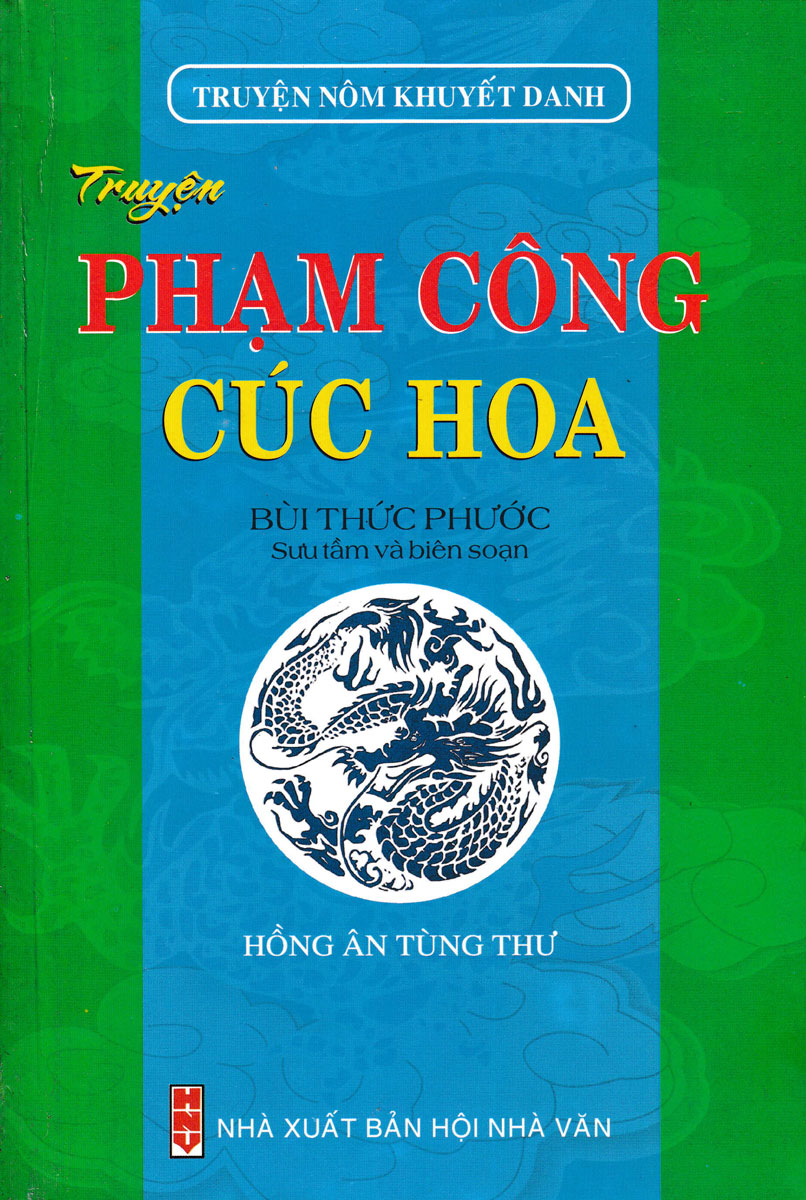 TRUYỆN NÔM KHUYẾT DANH
Truyện
PHẠM CÔNG
CÚC HOA
BÙI THỨC PHƯỚC
Sưu tầm và biên soạn
HỒNG ÂN TÙNG THƯ
HNV
NHÀ XUẤT BẢN HỘI NHÀ VĂN